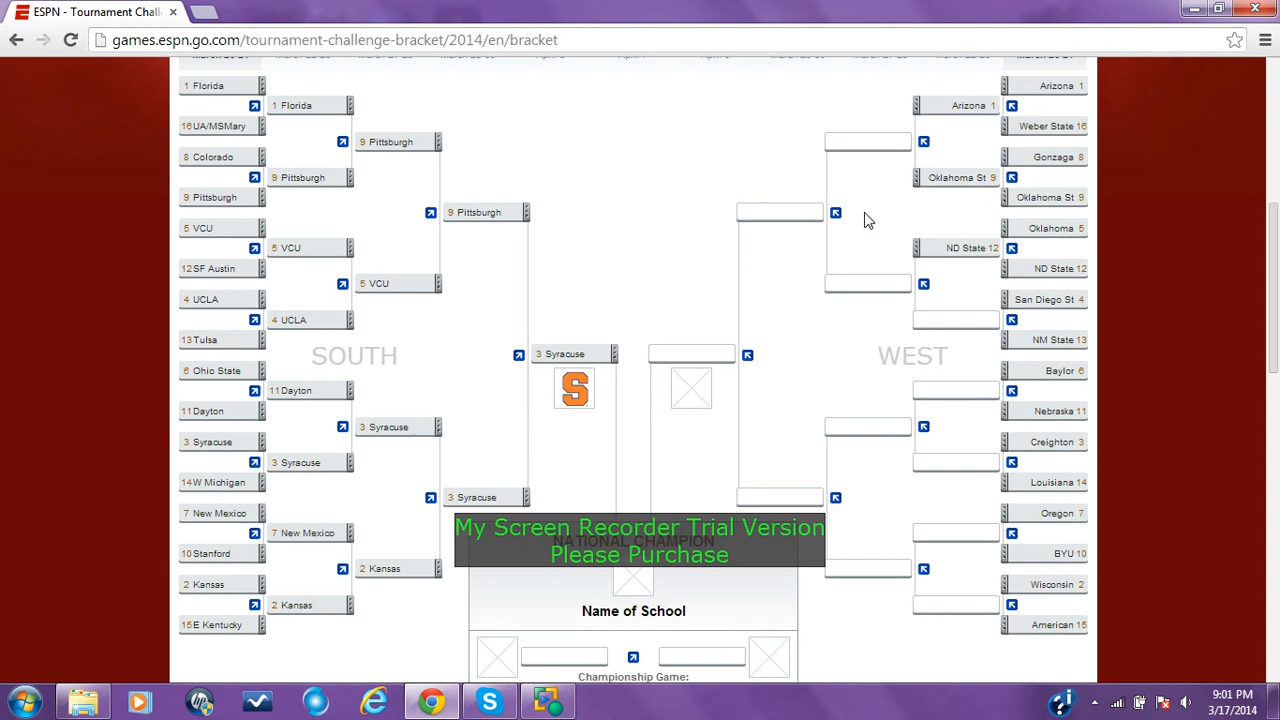 ESPN - Tournament Chall
games.espn.go.com/tournament-challenge-bracket/2014/en/bracket
1 Florida
16 UA/MSMary
8 Colorado
9 Pittsburgh
5 VCU
12 SF Austin
4 UCLA
13 Tulsa
6 Ohio State
11 Dayton
3 Syracuse
14 W Michigan
7 New Mexico
10 Stanford
2 Kansas
15 E Kentucky
1 Florida
9 Pittsburgh
5 VCU
4 UCLA
11 Dayton
3 Syracuse
7 New Mexico
2 Kansas
9 Pittsburgh
5 VCU
3 Syracuse
2 Kansas
9 Pittsburgh
3 Syracuse
SOUTH
3 Syracuse
S
WEST
Arizona 1
Oklahoma St 9
ND State 12
Arizona 1
Weber State 16
Gonzaga 8
Oklahoma St 9
Oklahoma 5
ND State 12
San Diego St 4
NM State 13
Baylor 6
Nebraska 11
Creighton 3
Louisiana 14
Oregon 7
BYU 10
Wisconsin 2
American 15
My Screen Recorder Trial Version
NATIONAL CHAMPION
Please Purchase
Name of School
Championship Game:
9:01 PM
3/17/2014